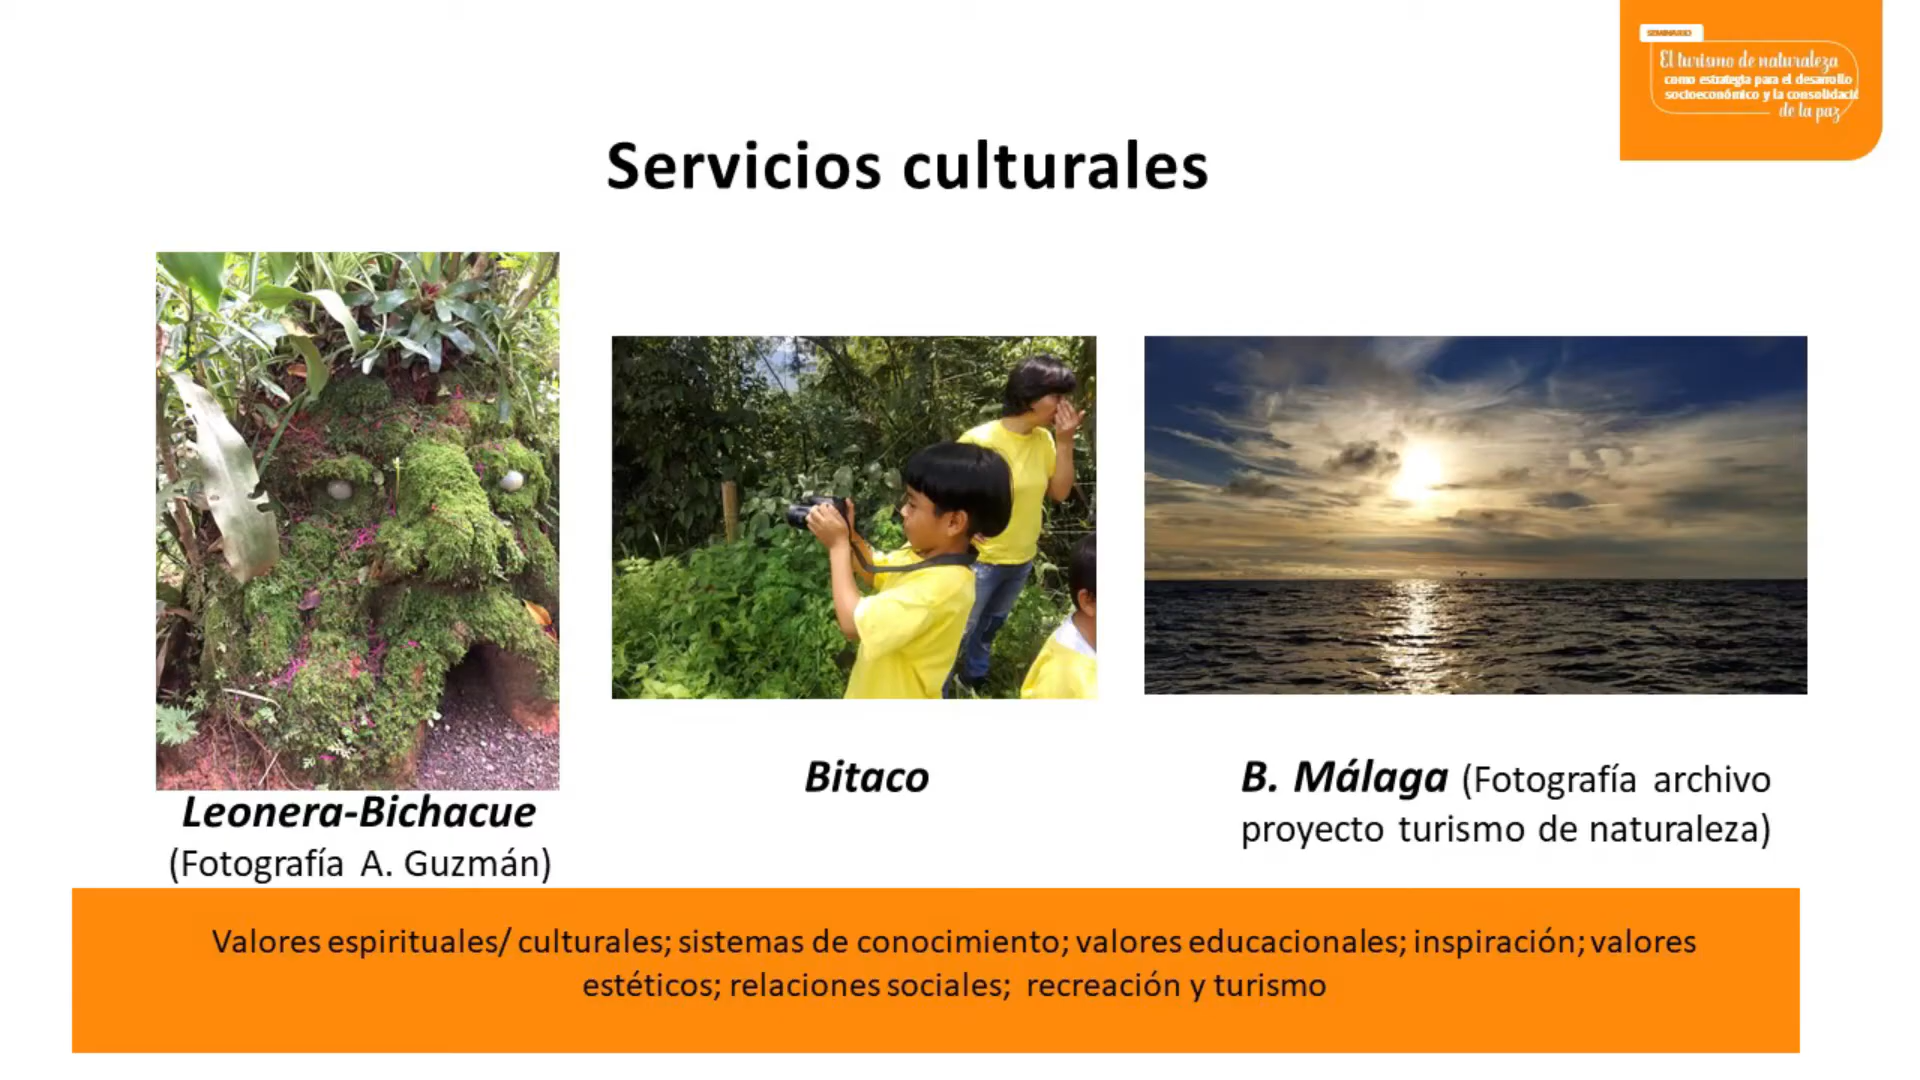 SEMINARIO
El turismo de naturaleza
como estrategia para el desarrollo
socioeconómico y la
de la paz
Servicios culturales
Leonera-Bichacue
(Fotografía A. Guzmán)
Bitaco
B. Málaga (Fotografía archivo
proyecto turismo de naturaleza)
Valores espirituales/ culturales; sistemas de conocimiento; valores educacionales; inspiración; valores
estéticos; relaciones sociales; recreación y turismo